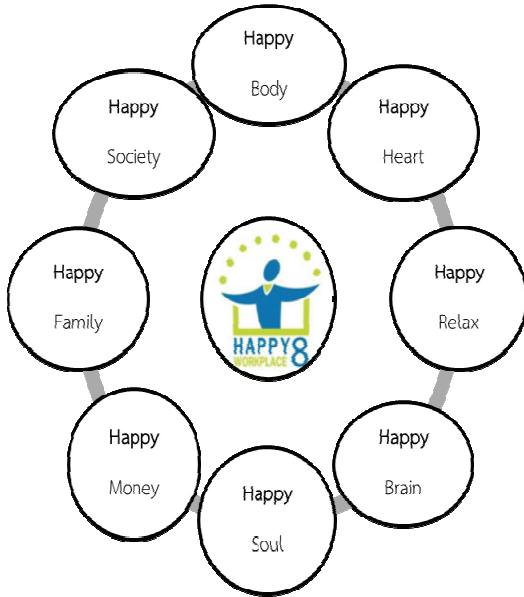 Happy
Body
Happy
Heart
Happy
Relax
Happy
Brain
Happy
Soul
Happy
Money
Happy
Family
Happy
Society
HAPPY 8
WORKPLACE